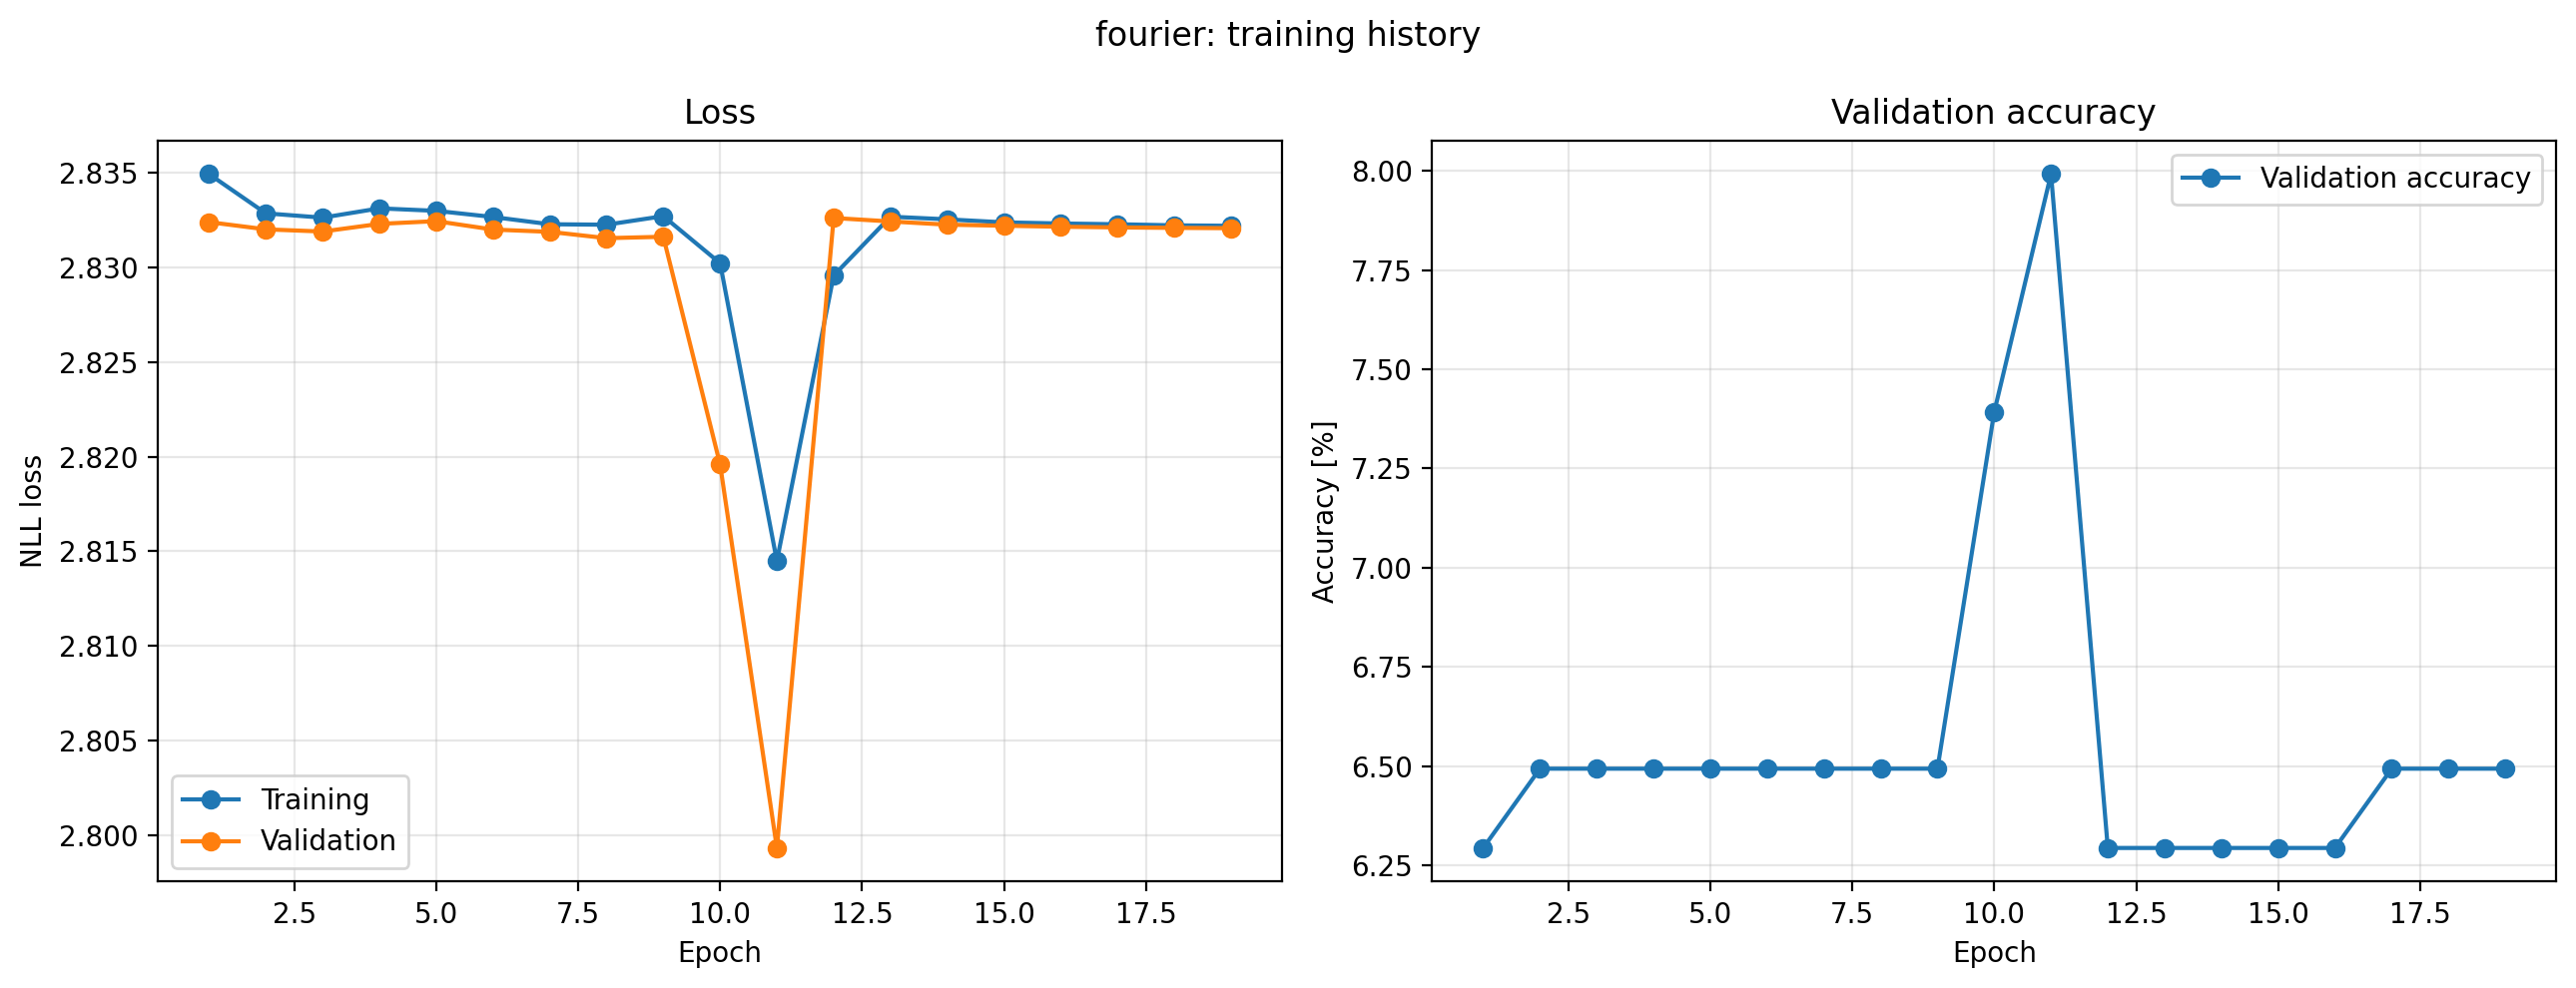 fourier: training history
Loss
NLL loss
2.835
2.830
2.825
2.820
2.815
2.810
2.805
2.800
Training
Validation
2.5 5.0 7.5 10.0 12.5 15.0 17.5
Epoch
Validation accuracy
Accuracy [%]
8.00
7.75
7.50
7.25
7.00
6.75
6.50
6.25
Validation accuracy
2.5 5.0 7.5 10.0 12.5 15.0 17.5
Epoch